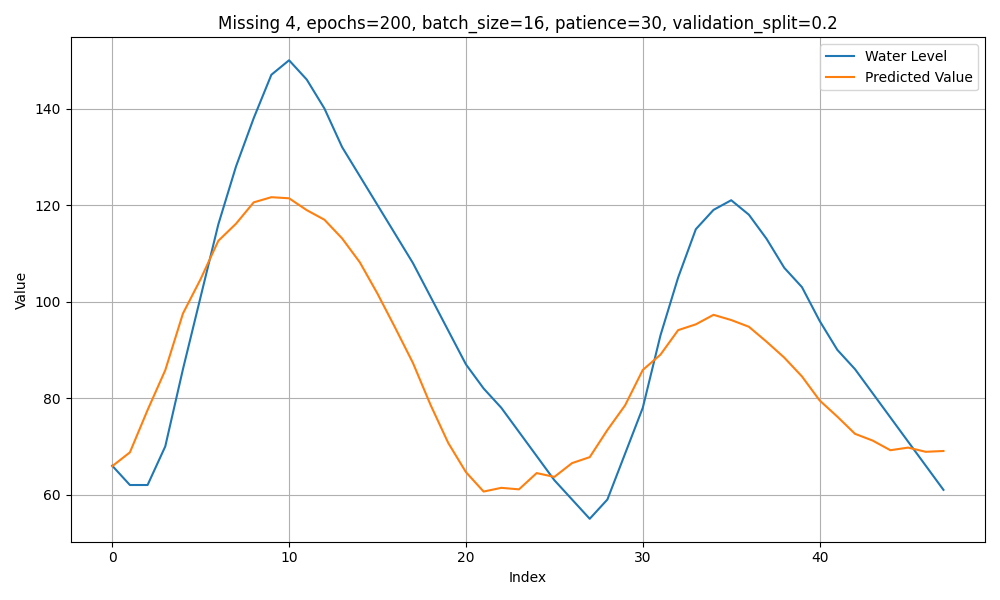 Missing 4, epochs=200, batch_size=16, patience=30, validation_split=0.2
Water Level
Predicted Value
Value
140
120
100
80
60
0
10
20
30
40
Index